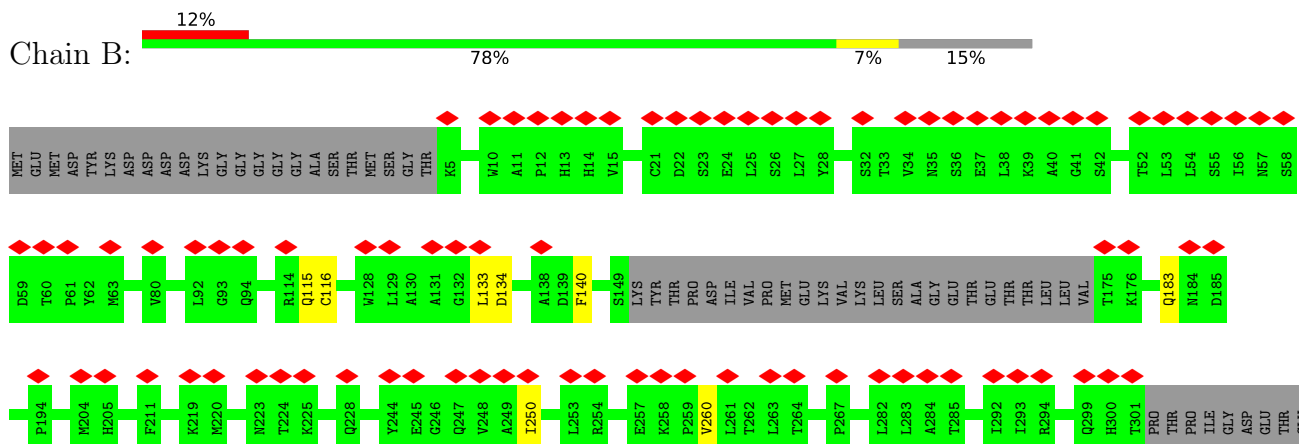 12%
Chain B:
78% 7% 15%
MET GLU MET ASP TYR LYS ASP ASP ASP ASP LYS GLY GLY GLY GLY GLY ALA SER THR MET SER GLY THR K5 W10 A11 P12 H13 H14 V15 C21 D22 S23 E24 L25 S26 L27 Y28 S32 T33 V34 N35 S36 E37 L38 K39 A40 G41 S42 T52 L53 L54 S55 I56 N57 S58
D59 T60 P61 Y62 M63 V80 L92 G93 Q94 R114 Q115 C116 W128 L129 A130 A131 G132 L133 D134 A138 D139 F140 S149 LYS TYR THR PRO ASP ILE VAL PRO MET GLU LYS VAL LYS LEU SER ALA GLY GLU THR GLU THR THR LEU LEU VAL T175 K176 Q183 N184 D185
P194 M204 H205 F211 K219 M220 N223 T224 K225 Q228 Y244 E245 G246 Q247 V248 A249 I250 L253 R254 E257 K258 P259 V260 L261 T262 L263 T264 P267 L282 L283 A284 T285 I292 I293 R294 Q299 H300 T301 PRO THR PRO ILE GLY ASP GLU THR